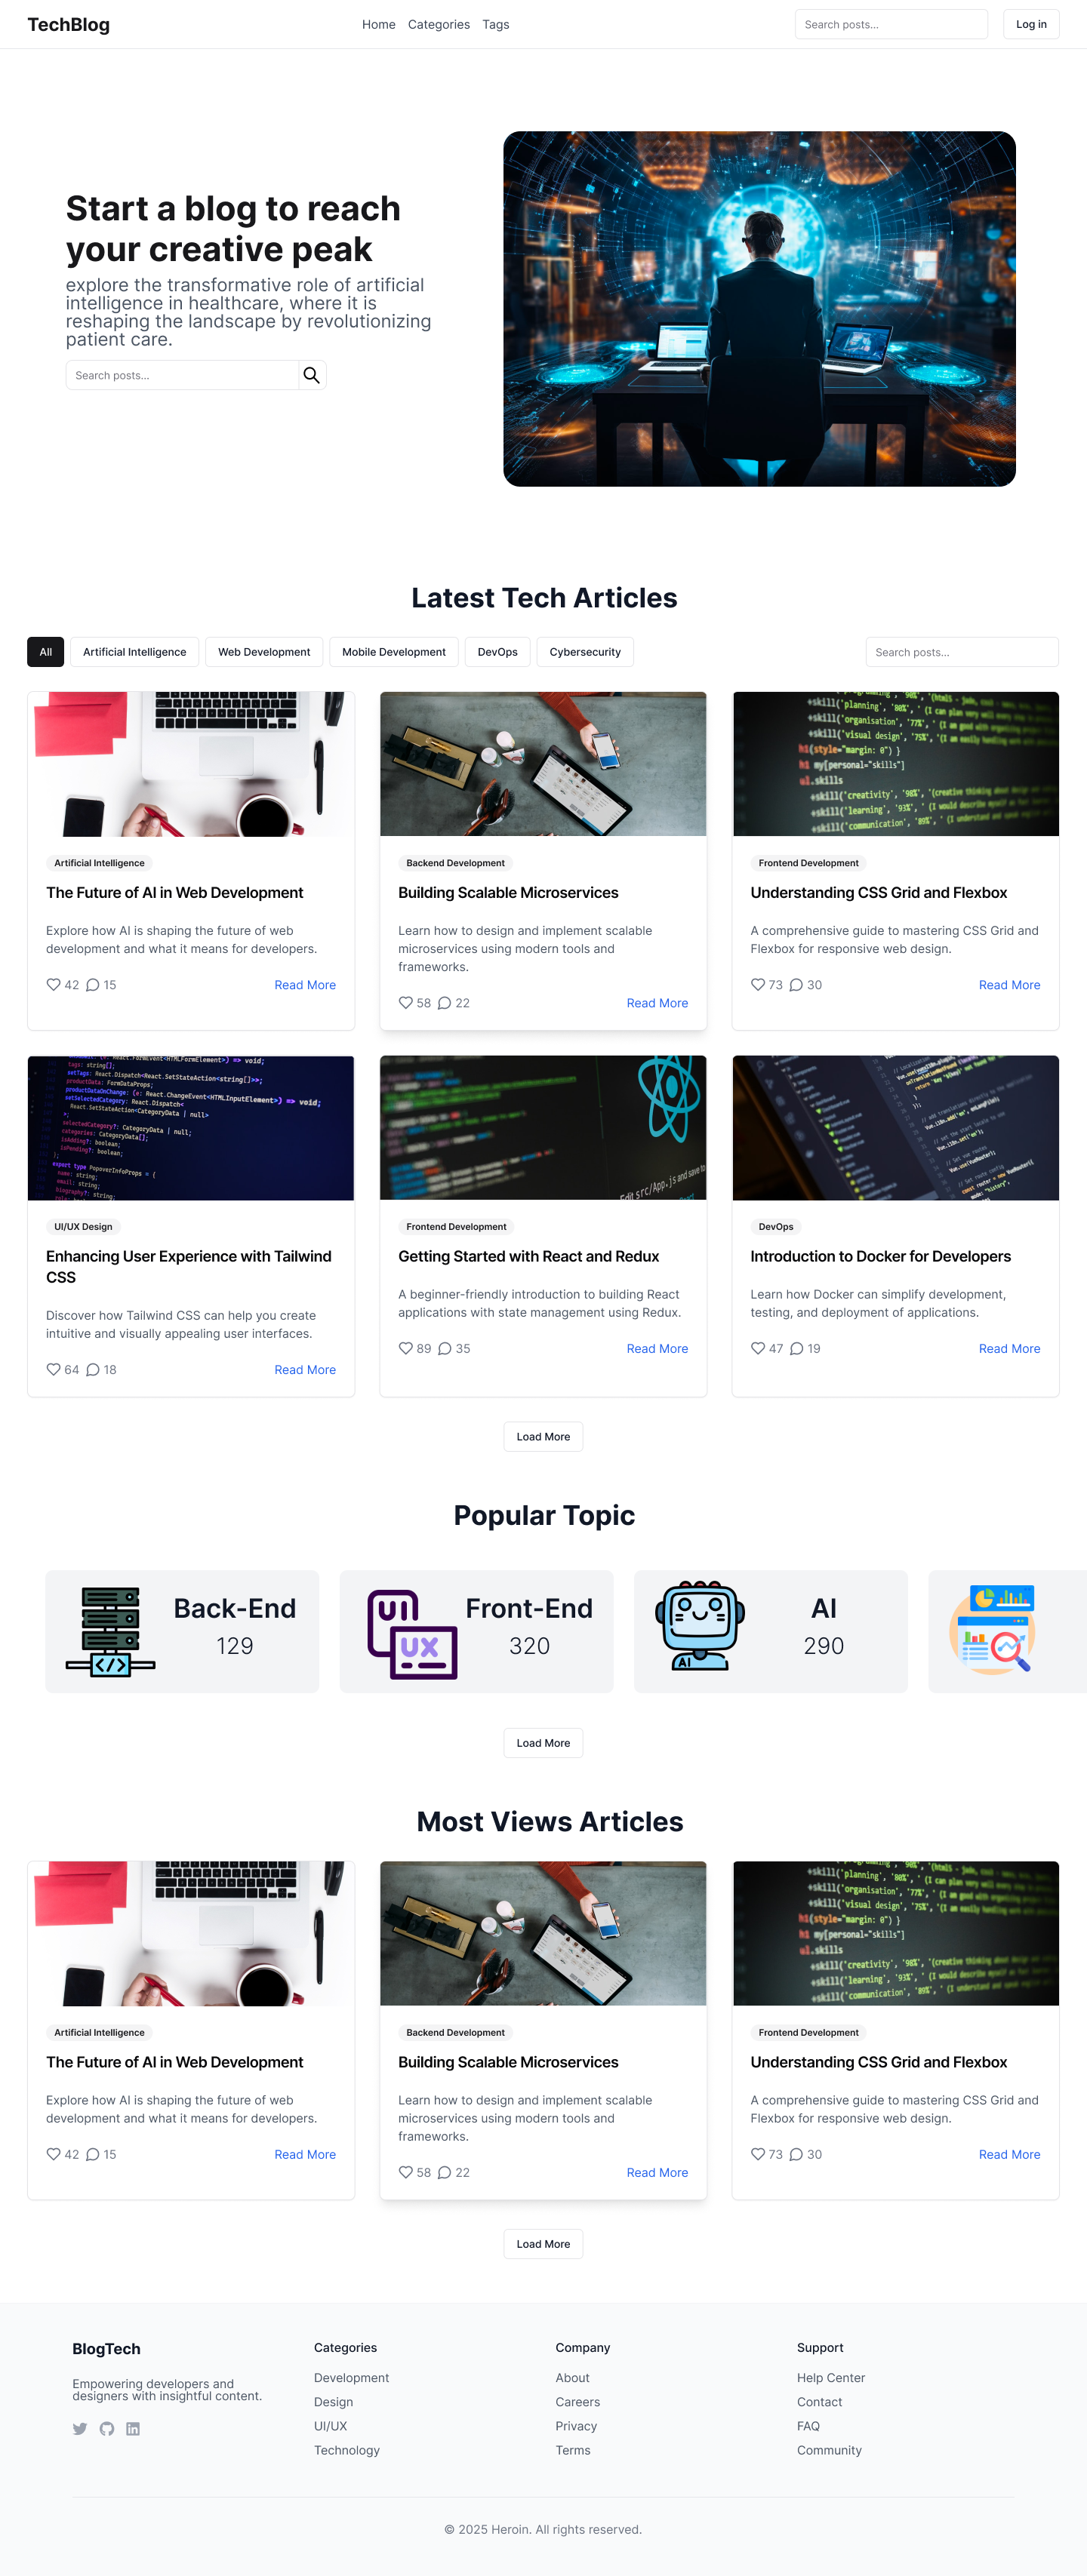 TechBlog
Home Categories Tags
Search posts...
Log in
Start a blog to reach
your creative peak
explore the transformative role of artificial
intelligence in healthcare, where it is
reshaping the landscape by revolutionizing
patient care.
Search posts...
Latest Tech Articles
All
Artificial Intelligence
Web Development
Mobile Development
DevOps
Cybersecurity
Search posts...
Artificial Intelligence
The Future of AI in Web Development
Explore how AI is shaping the future of web
development and what it means for developers.
42 15 Read More
Backend Development
Building Scalable Microservices
Learn how to design and implement scalable
microservices using modern tools and
frameworks.
58 22 Read More
Frontend Development
Understanding CSS Grid and Flexbox
A comprehensive guide to mastering CSS Grid and
Flexbox for responsive web design.
73 30 Read More
UI/UX Design
Enhancing User Experience with Tailwind
CSS
Discover how Tailwind CSS can help you create
intuitive and visually appealing user interfaces.
64 18 Read More
Frontend Development
Getting Started with React and Redux
A beginner-friendly introduction to building React
applications with state management using Redux.
89 35 Read More
DevOps
Introduction to Docker for Developers
Learn how Docker can simplify development,
testing, and deployment of applications.
47 19 Read More
Load More
Popular Topic
Back-End
129
UI
UX
Front-End
320
AI
AI
290
Load More
Most Views Articles
Artificial Intelligence
The Future of AI in Web Development
Explore how AI is shaping the future of web
development and what it means for developers.
42 15 Read More
Backend Development
Building Scalable Microservices
Learn how to design and implement scalable
microservices using modern tools and
frameworks.
58 22 Read More
Frontend Development
Understanding CSS Grid and Flexbox
A comprehensive guide to mastering CSS Grid and
Flexbox for responsive web design.
73 30 Read More
Load More
BlogTech
Empowering developers and
designers with insightful content.
Categories
Development
Design
UI/UX
Technology
Company
About
Careers
Privacy
Terms
Support
Help Center
Contact
FAQ
Community
© 2025 Heroin. All rights reserved.